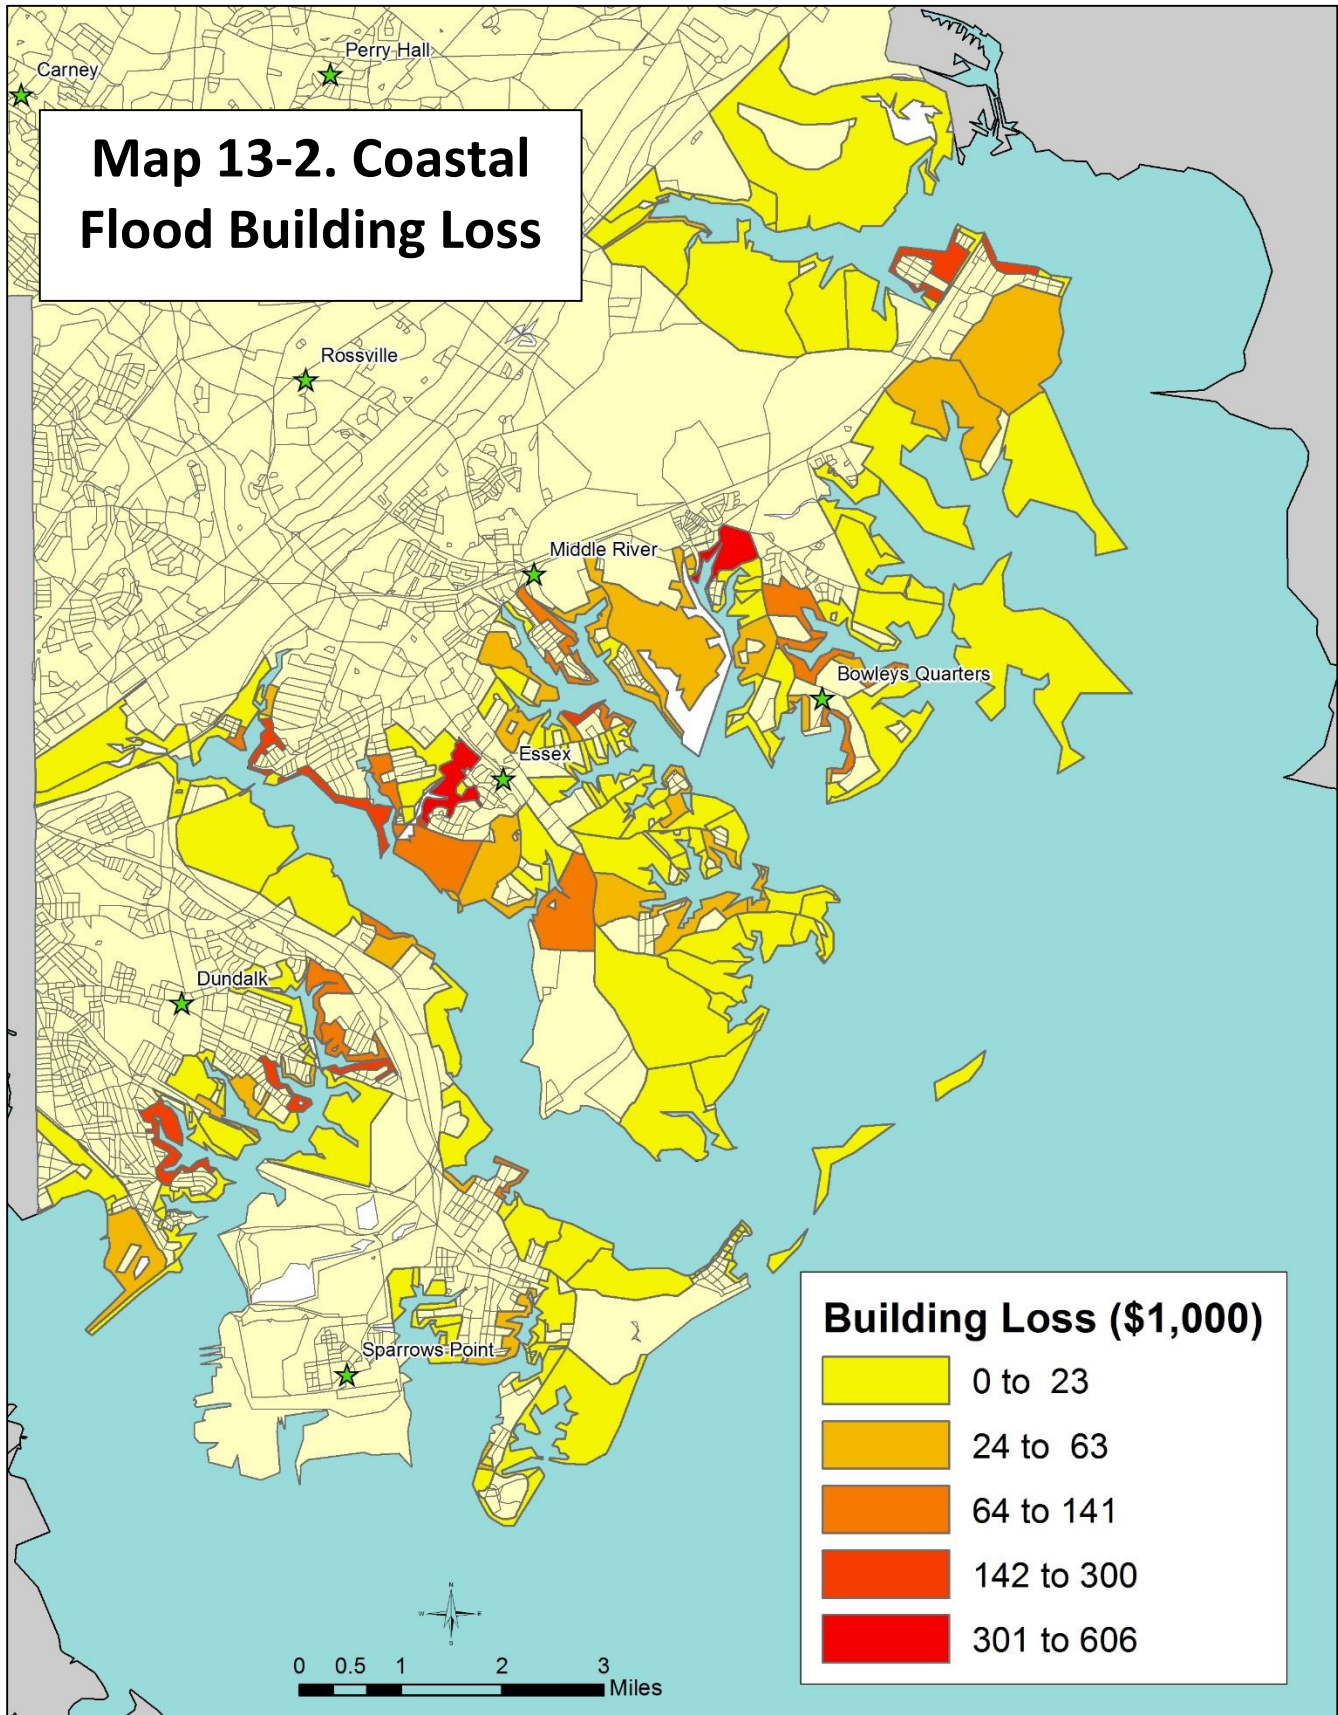 Carney
Perry Hall
Map 13-2. Coastal
Flood Building Loss
Rossville
Middle River
Bowleys Quarters
Essex
Dundalk
Sparrows Point
Building Loss ($1,000)
0 to 23
24 to 63
64 to 141
142 to 300
301 to 606
N
W E
S
0 0.5 1 2 3
Miles